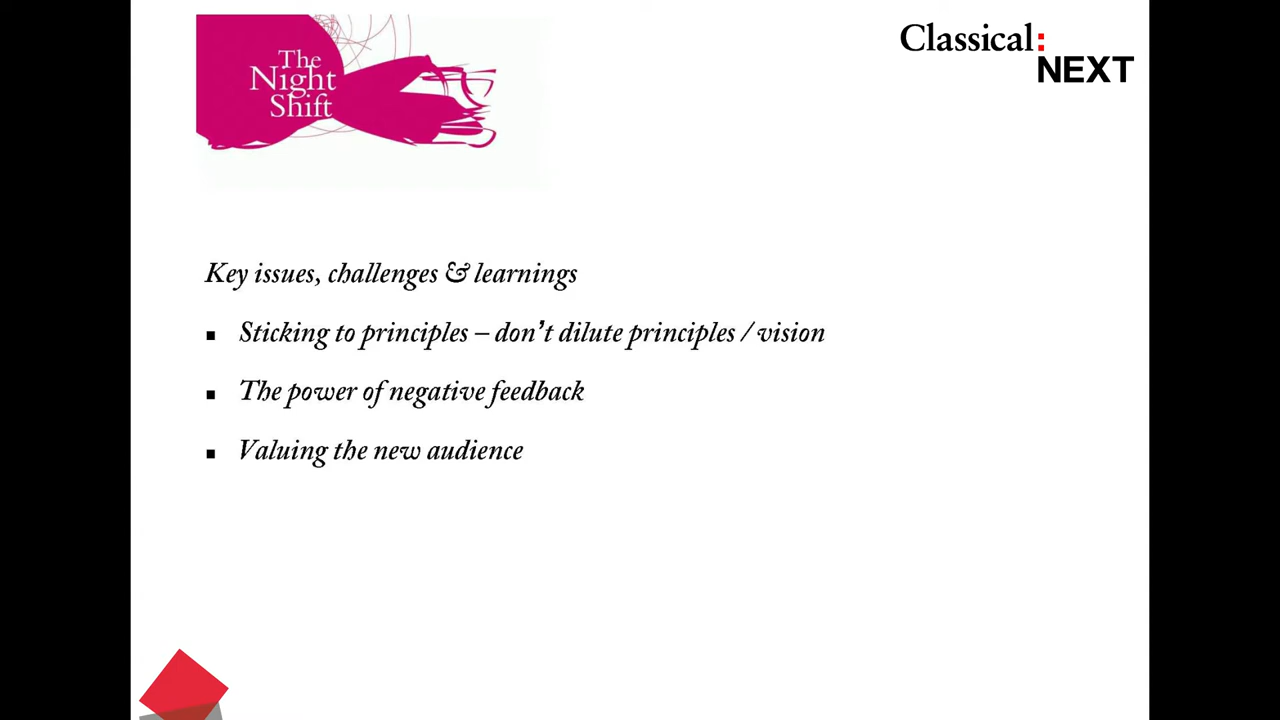 The
Night
Shift
Classical:
NEXT
Key issues, challenges & learnings
▪ Sticking to principles – don't dilute principles / vision
▪ The power of negative feedback
▪ Valuing the new audience